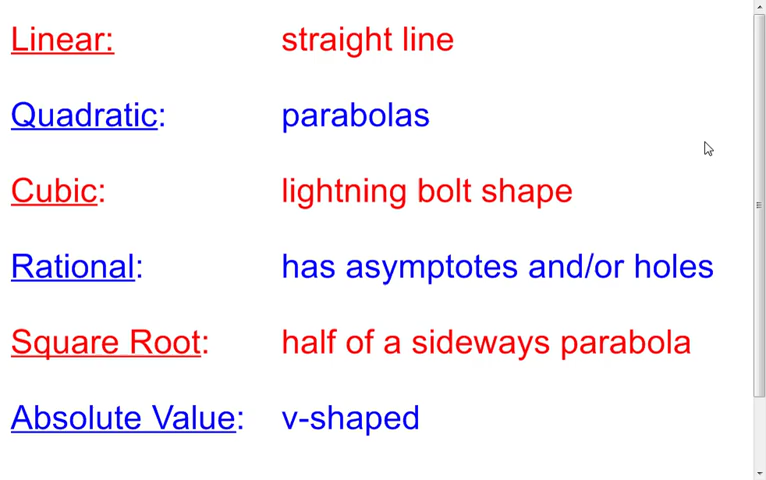 Linear: straight line
Quadratic: parabolas
Cubic: lightning bolt shape
Rational: has asymptotes and/or holes
Square Root: half of a sideways parabola
Absolute Value: v-shaped